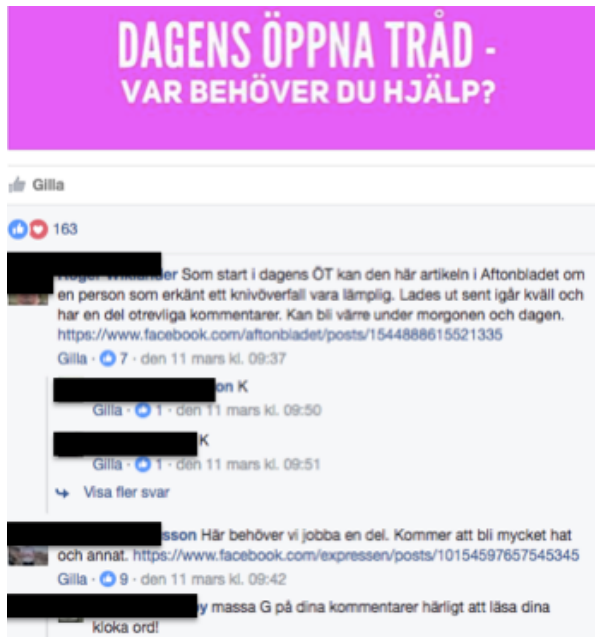 DAGENS ÖPPNA TRÅD -
VAR BEHÖVER DU HJÄLP?
Gilla
163
er Som start i dagens ÖT kan den här artikeln i Aftonbladet om
en person som erkänt ett knivöverfall vara lämplig. Lades ut sent igår kväll och
har en del otrevliga kommentarer. Kan bli värre under morgonen och dagen.
https://www.facebook.com/aftonbladet/posts/1544888615521335
Gilla · 7 · den 11 mars kl. 09:37
on K
Gilla · 1 · den 11 mars kl. 09:50
K
Gilla · 1 · den 11 mars kl. 09:51
Visa fler svar
sson Här behöver vi jobba en del. Kommer att bli mycket hat
och annat. https://www.facebook.com/expressen/posts/10154597657545345
Gilla · 9 · den 11 mars kl. 09:42
y massa G på dina kommentarer härligt att läsa dina
kloka ord!